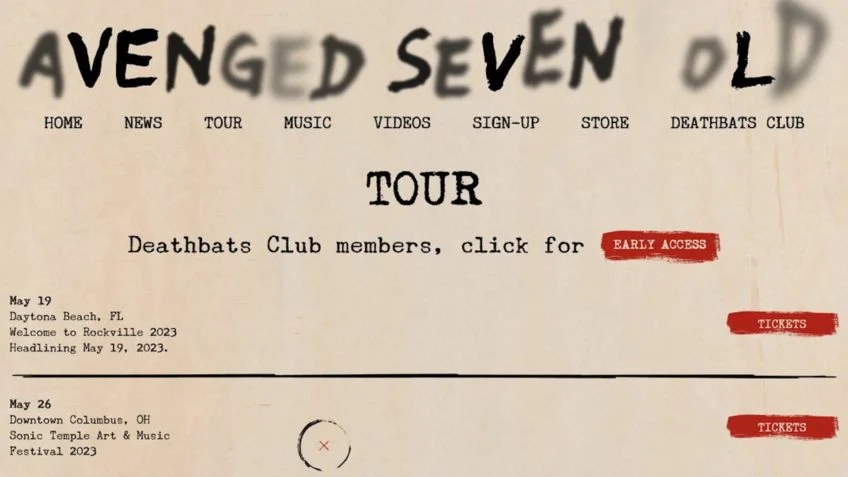 AVENGED SEVEN OLD
HOME NEWS TOUR MUSIC VIDEOS SIGN-UP STORE DEATHBATS CLUB
TOUR
Deathbats Club members, click for EARLY ACCESS
May 19
Daytona Beach, FL
Welcome to Rockville 2023
Headlining May 19, 2023.
TICKETS
May 26
Downtown Columbus, OH
Sonic Temple Art & Music
Festival 2023
TICKETS